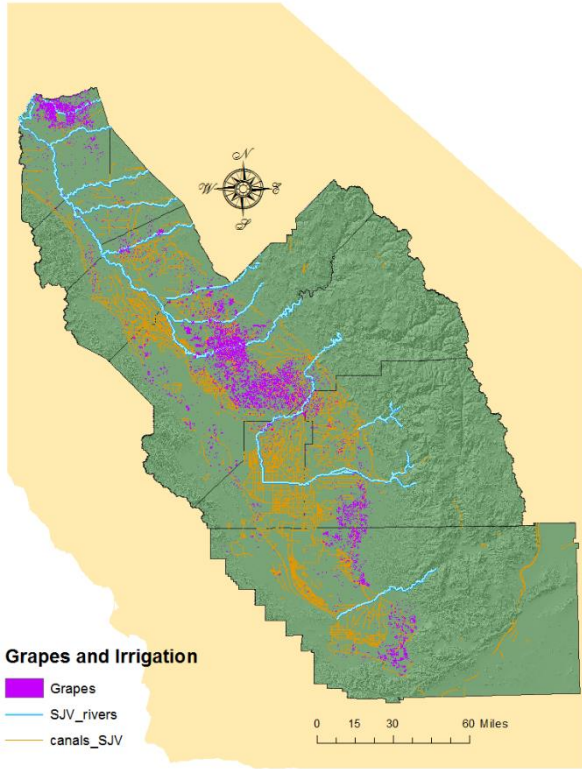 N
W E
S
Grapes and Irrigation
Grapes
SJV_rivers
canals_SJV
0 15 30 60 Miles